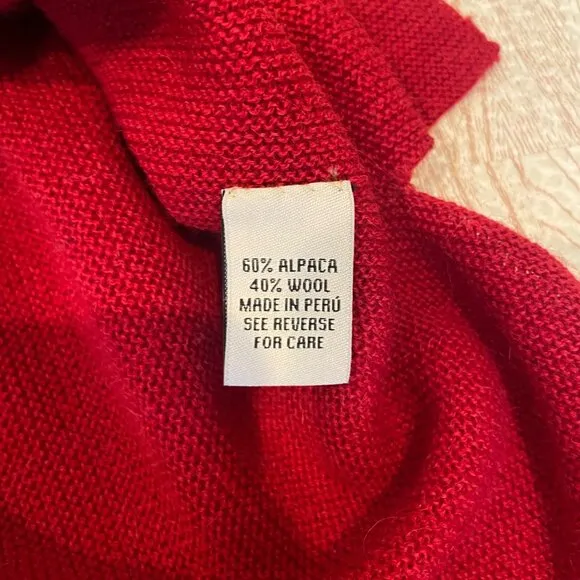 60% ALPACA
40% WOOL
MADE IN PERÚ
SEE REVERSE
FOR CARE